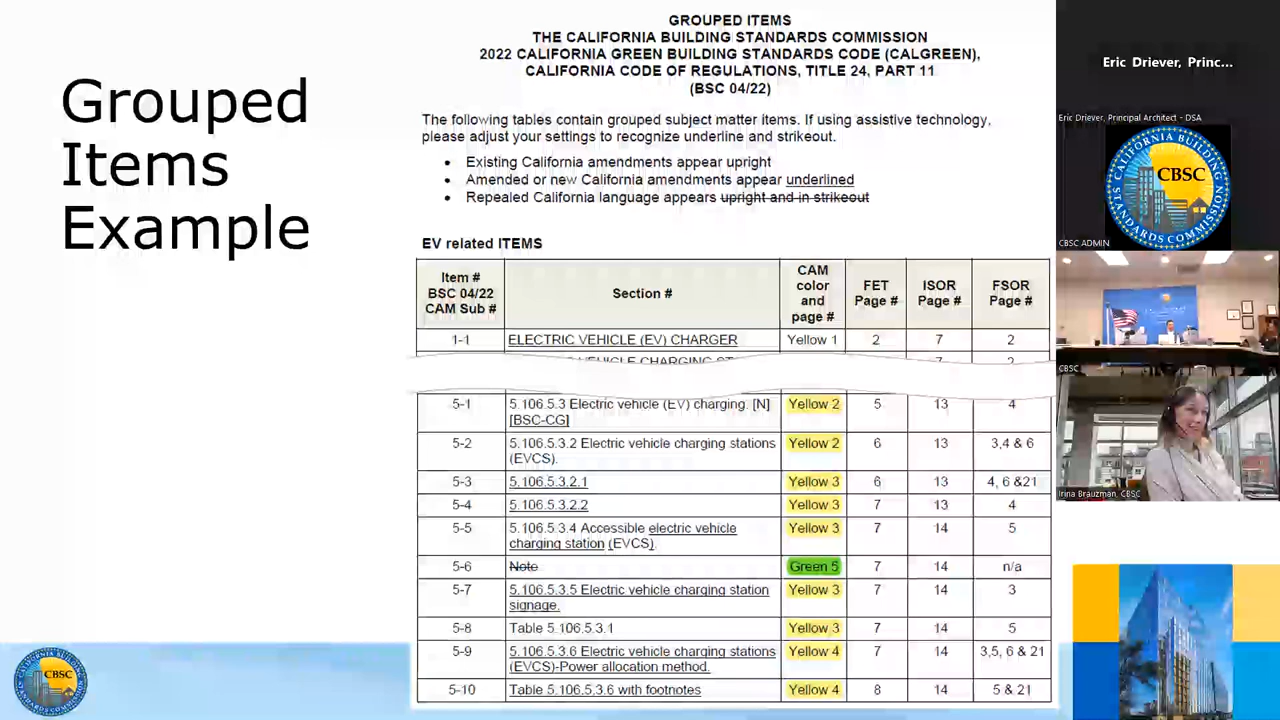 Grouped
Items
Example
GROUPED ITEMS
THE CALIFORNIA BUILDING STANDARDS COMMISSION
2022 CALIFORNIA GREEN BUILDING STANDARDS CODE (CALGREEN),
CALIFORNIA CODE OF REGULATIONS, TITLE 24, PART 11
(BSC 04/22)
The following tables contain grouped subject matter items. If using assistive technology,
please adjust your settings to recognize underline and strikeout.
• Existing California amendments appear upright
• Amended or new California amendments appear underlined
• Repealed California language appears upright and in strikeout
EV related ITEMS
Item # BSC 04/22 CAM Sub # Section # CAM color and page # FET Page # ISOR Page # FSOR Page #
1-1 ELECTRIC VEHICLE (EV) CHARGER Yellow 1 2 7 2
VEHICLE CHARGING 7 2
5-1 5.106.5.3 Electric vehicle (EV) charging. [N] [BSC-CG] Yellow 2 5 13 4
5-2 5.106.5.3.2 Electric vehicle charging stations (EVCS). Yellow 2 6 13 3,4 & 6
5-3 5.106.5.3.2.1 Yellow 3 6 13 4, 6 &21
5-4 5.106.5.3.2.2 Yellow 3 7 13 4
5-5 5.106.5.3.4 Accessible electric vehicle charging station (EVCS). Yellow 3 7 14 5
5-6 Note Green 5 7 14 n/a
5-7 5.106.5.3.5 Electric vehicle charging station signage. Yellow 3 7 14 3
5-8 Table 5.106.5.3.1 Yellow 3 7 14 5
5-9 5.106.5.3.6 Electric vehicle charging stations (EVCS)-Power allocation method. Yellow 4 7 14 3,5, 6 & 21
5-10 Table 5.106.5.3.6 with footnotes Yellow 4 8 14 5 & 21
Eric Driever, Princ...
Eric Driever, Principal Architect - DSA
CALIFORNIA BUILDING STANDARDS COMMISSION
CBSC
CBSC ADMIN
CBSC
Irina Brauzman, CBSC
CALIFORNIA BUILDING STANDARDS COMMISSION
CBSC